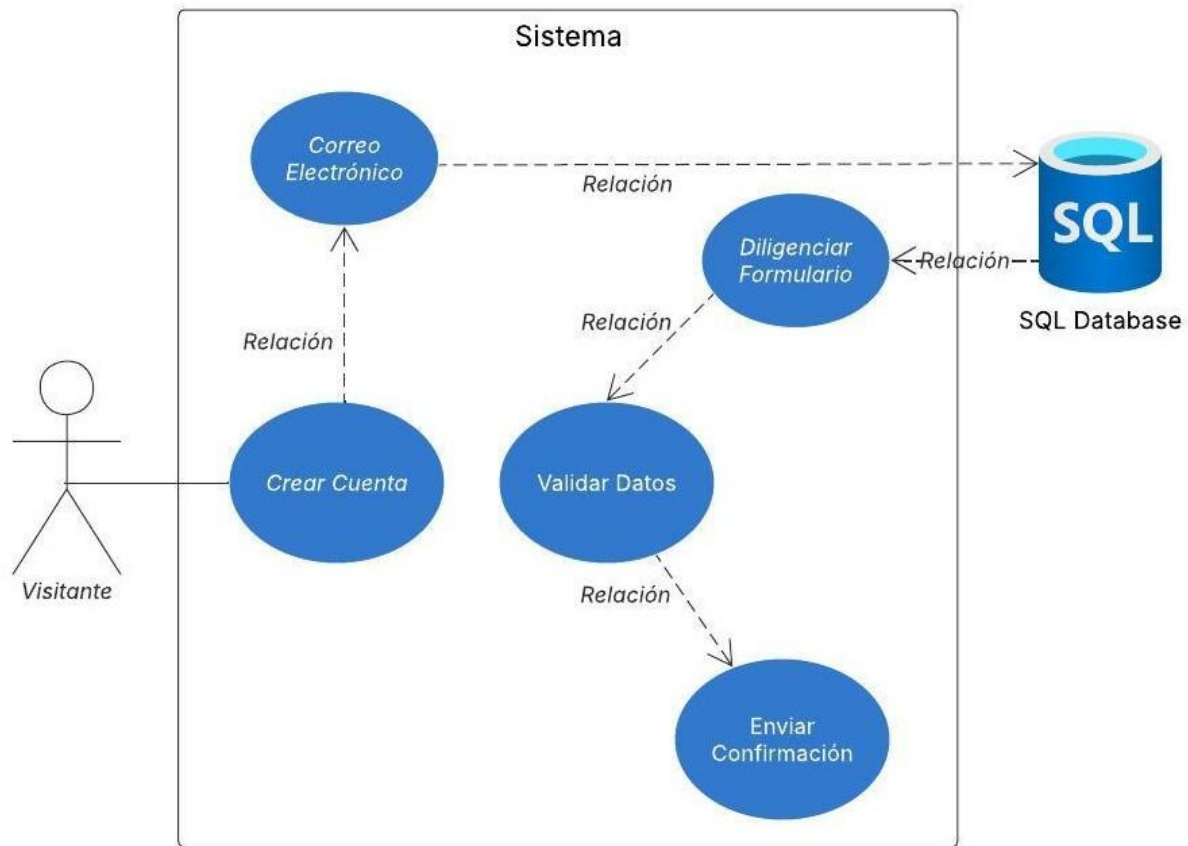 Sistema
Correo
Electrónico
Relación
SQL
Diligenciar
Formulario
Relación
SQL Database
Relación
Relación
Crear Cuenta
Validar Datos
Visitante
Relación
Enviar
Confirmación